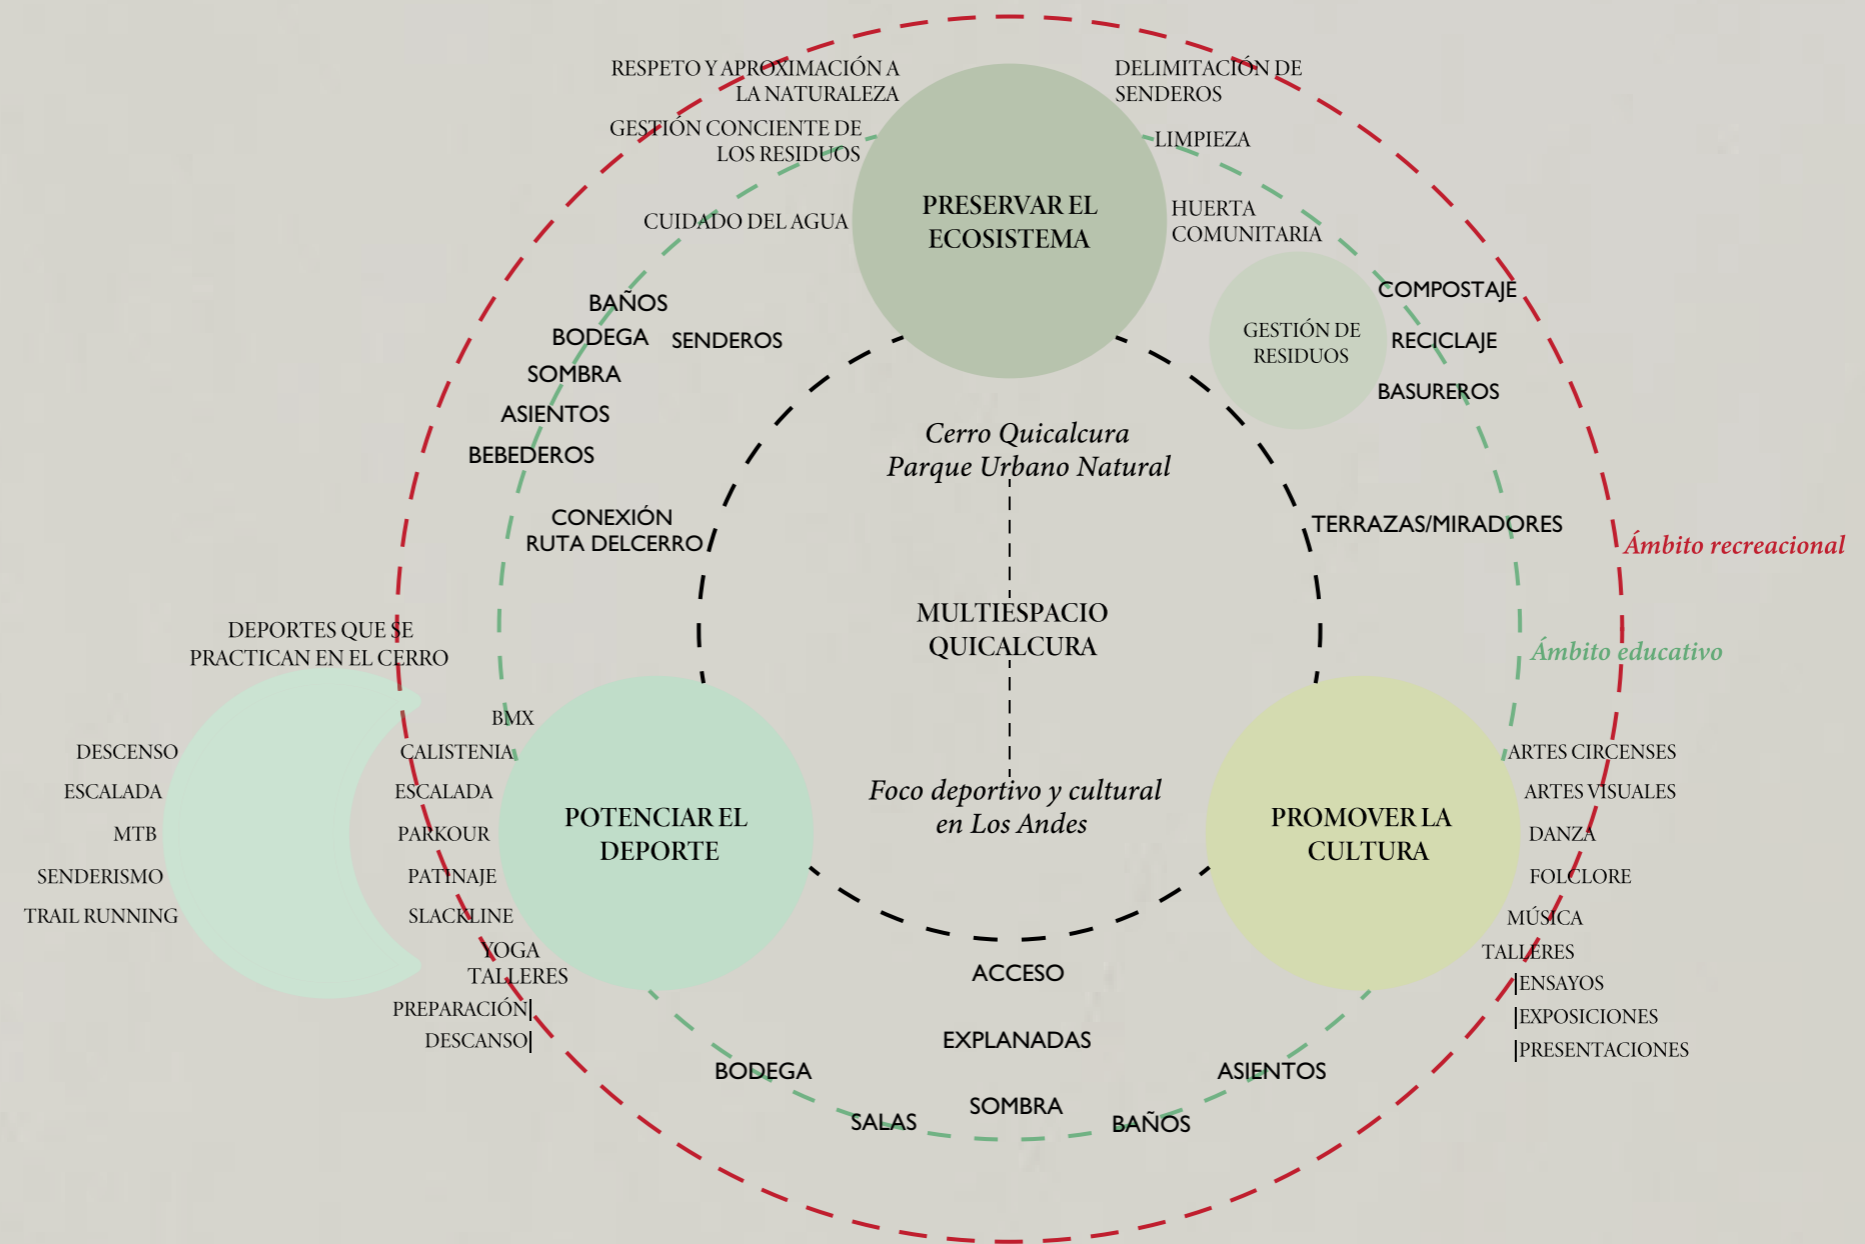 RESPETO Y APROXIMACIÓN A
LA NATURALEZA
GESTIÓN CONCIENTE DE
LOS RESIDUOS
CUIDADO DEL AGUA
PRESERVAR EL
ECOSISTEMA
DELIMITACIÓN DE
SENDEROS
LIMPIEZA
HUERTA
COMUNITARIA
GESTIÓN DE
RESIDUOS
COMPOSTAJE
RECICLAJE
BASUREROS
BAÑOS
BODEGA
SENDEROS
SOMBRA
ASIENTOS
BEBEDEROS
CONEXIÓN
RUTA DELCERRO
Cerro Quicalcura
Parque Urbano Natural
MULTIESPACIO
QUICALCURA
Foco deportivo y cultural
en Los Andes
TERRAZAS/MIRADORES
Ámbito recreacional
Ámbito educativo
DEPORTES QUE SE
PRACTICAN EN EL CERRO
DESCENSO
ESCALADA
MTB
SENDERISMO
TRAIL RUNNING
BMX
CALISTENIA
ESCALADA
PARKOUR
PATINAJE
SLACKLINE
YOGA
TALLERES
PREPARACIÓN|
DESCANSO|
POTENCIAR EL
DEPORTE
PROMOVER LA
CULTURA
ARTES CIRCENSES
ARTES VISUALES
DANZA
FOLCLORE
MÚSICA
TALLERES
|ENSAYOS
|EXPOSICIONES
|PRESENTACIONES
ACCESO
EXPLANADAS
BODEGA
ASIENTOS
SOMBRA
SALAS
BAÑOS